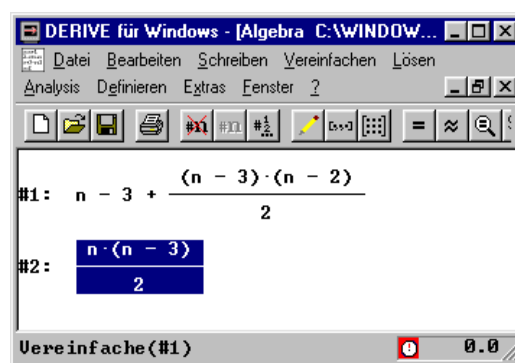 DERIVE für Windows - [Algebra C:\WINDOW...
Datei Bearbeiten Schreiben Vereinfachen Lösen
Analysis Definieren Extras Fenster ?
#1: n - 3 + (n - 3)·(n - 2)
2
#2: n·(n - 3)
2
Vereinfache(#1) 0.0